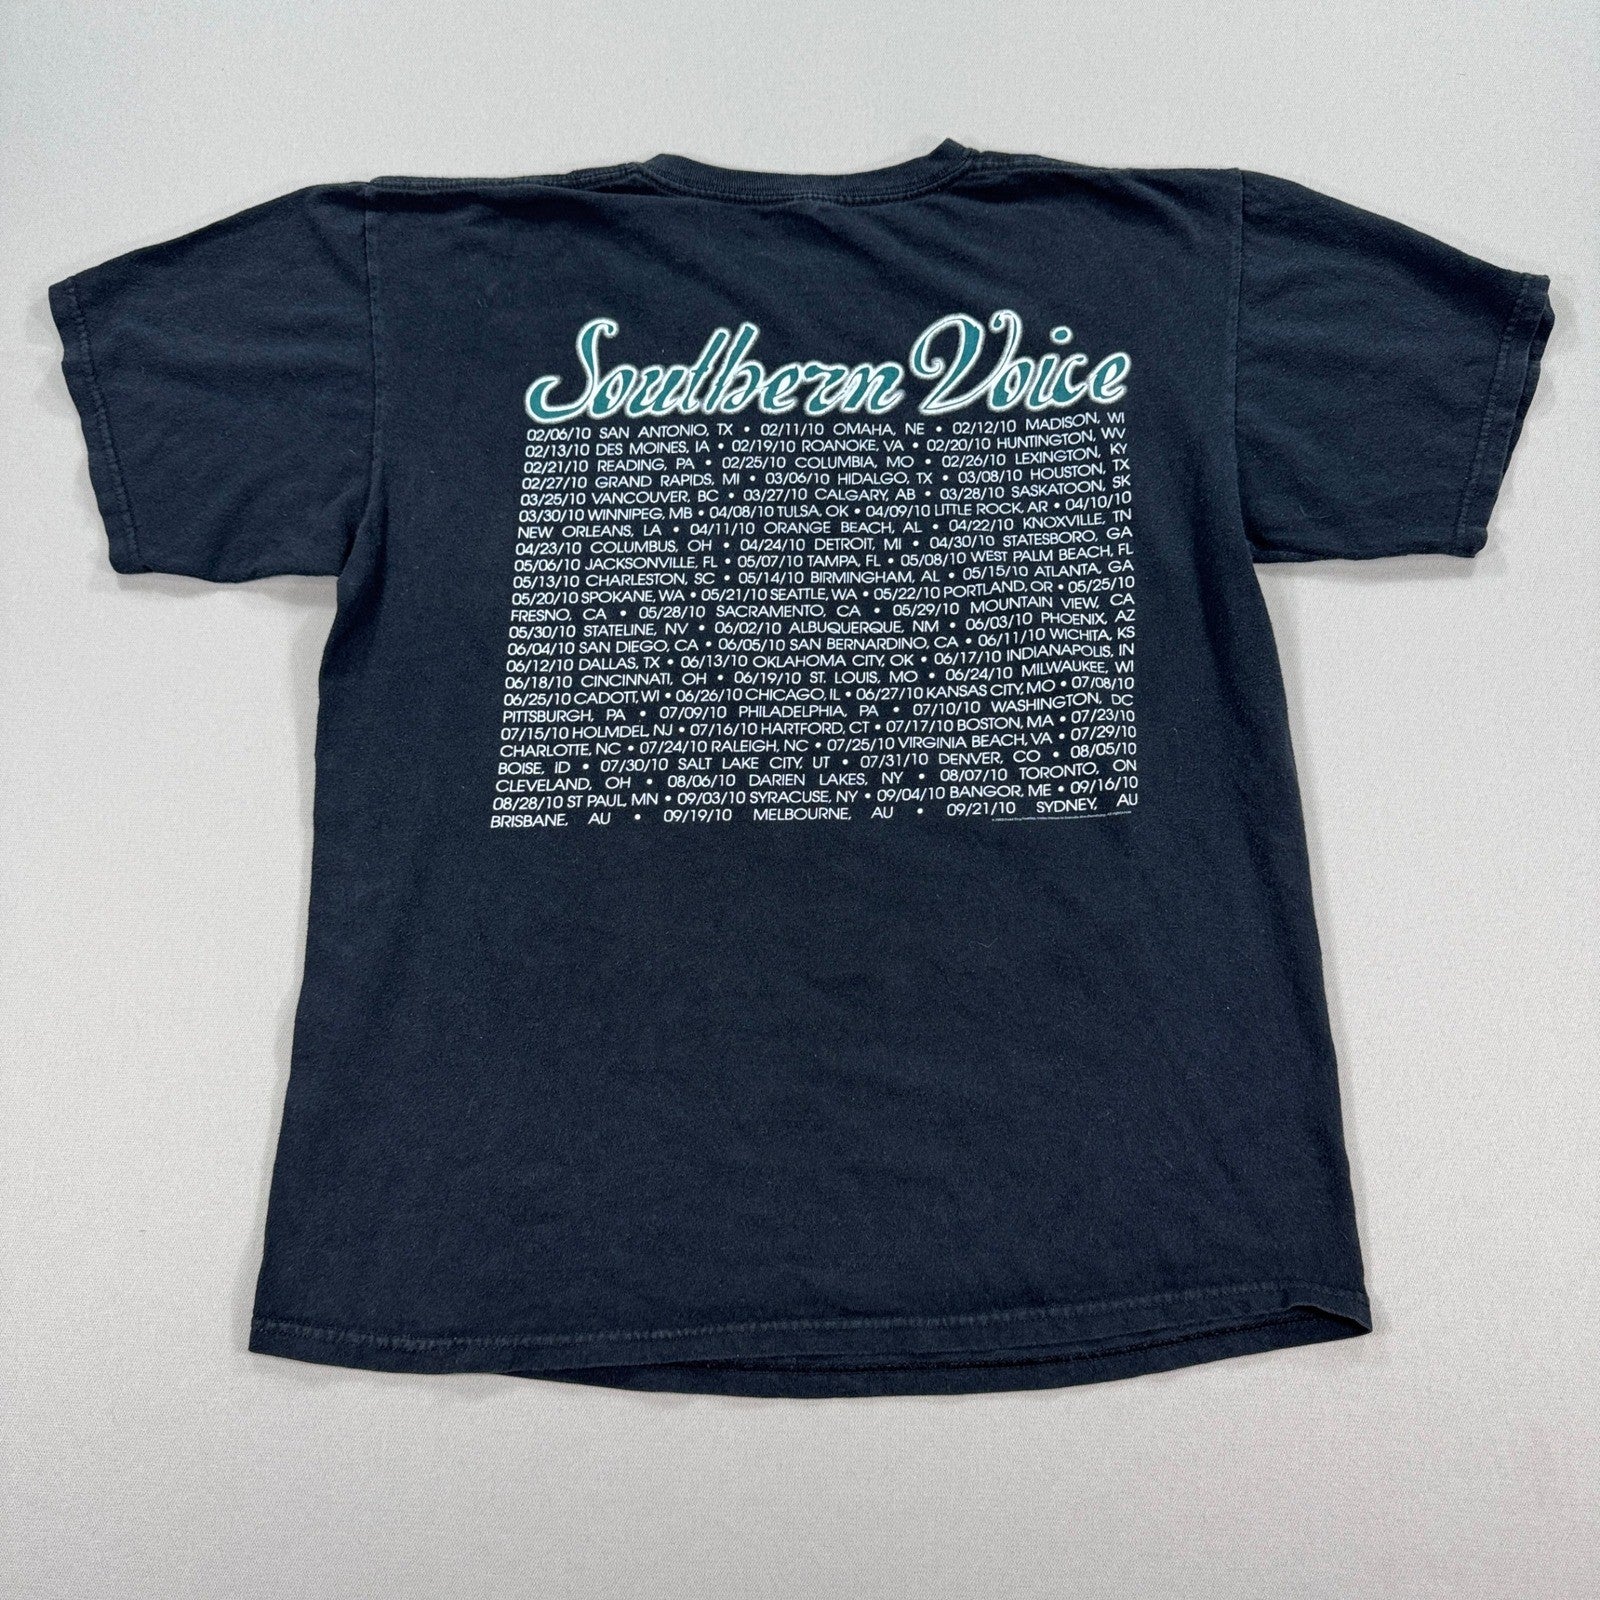 Southern Voice
02/06/10 SAN ANTONIO, TX • 02/11/10 OMAHA, NE • 02/12/10 MADISON, WI
02/13/10 DES MOINES, IA • 02/19/10 ROANOKE, VA • 02/20/10 HUNTINGTON, WV
02/21/10 READING, PA • 02/25/10 COLUMBIA, MO • 02/26/10 LEXINGTON, KY
02/27/10 GRAND RAPIDS, MI • 03/06/10 HIDALGO, TX • 03/08/10 HOUSTON, TX
03/25/10 VANCOUVER, BC • 03/27/10 CALGARY, AB • 03/28/10 SASKATOON, SK
03/30/10 WINNIPEG, MB • 04/08/10 TULSA, OK • 04/09/10 LITTLE ROCK, AR • 04/10/10
NEW ORLEANS, LA • 04/11/10 ORANGE BEACH, AL • 04/22/10 KNOXVILLE, TN
04/23/10 COLUMBUS, OH • 04/24/10 DETROIT, MI • 04/30/10 STATESBORO, GA
05/06/10 JACKSONVILLE, FL • 05/07/10 TAMPA, FL • 05/08/10 WEST PALM BEACH, FL
05/13/10 CHARLESTON, SC • 05/14/10 BIRMINGHAM, AL • 05/15/10 ATLANTA, GA
05/20/10 SPOKANE, WA • 05/21/10 SEATTLE, WA • 05/22/10 PORTLAND, OR • 05/25/10
FRESNO, CA • 05/28/10 SACRAMENTO, CA • 05/29/10 MOUNTAIN VIEW, CA
05/30/10 STATELINE, NV • 06/02/10 ALBUQUERQUE, NM • 06/03/10 PHOENIX, AZ
06/04/10 SAN DIEGO, CA • 06/05/10 SAN BERNARDINO, CA • 06/11/10 WICHITA, KS
06/12/10 DALLAS, TX • 06/13/10 OKLAHOMA CITY, OK • 06/17/10 INDIANAPOLIS, IN
06/18/10 CINCINNATI, OH • 06/19/10 ST. LOUIS, MO • 06/24/10 MILWAUKEE, WI
06/25/10 CADOTT, WI • 06/26/10 CHICAGO, IL • 06/27/10 KANSAS CITY, MO • 07/08/10
PITTSBURGH, PA • 07/09/10 PHILADELPHIA, PA • 07/10/10 WASHINGTON, DC
07/15/10 HOLMDEL, NJ • 07/16/10 HARTFORD, CT • 07/17/10 BOSTON, MA • 07/23/10
CHARLOTTE, NC • 07/24/10 RALEIGH, NC • 07/25/10 VIRGINIA BEACH, VA • 07/29/10
BOISE, ID • 07/30/10 SALT LAKE CITY, UT • 07/31/10 DENVER, CO • 08/05/10
CLEVELAND, OH • 08/06/10 DARIEN LAKES, NY • 08/07/10 TORONTO, ON
08/28/10 ST PAUL, MN • 09/03/10 SYRACUSE, NY • 09/04/10 BANGOR, ME • 09/16/10
BRISBANE, AU • 09/19/10 MELBOURNE, AU • 09/21/10 SYDNEY, AU